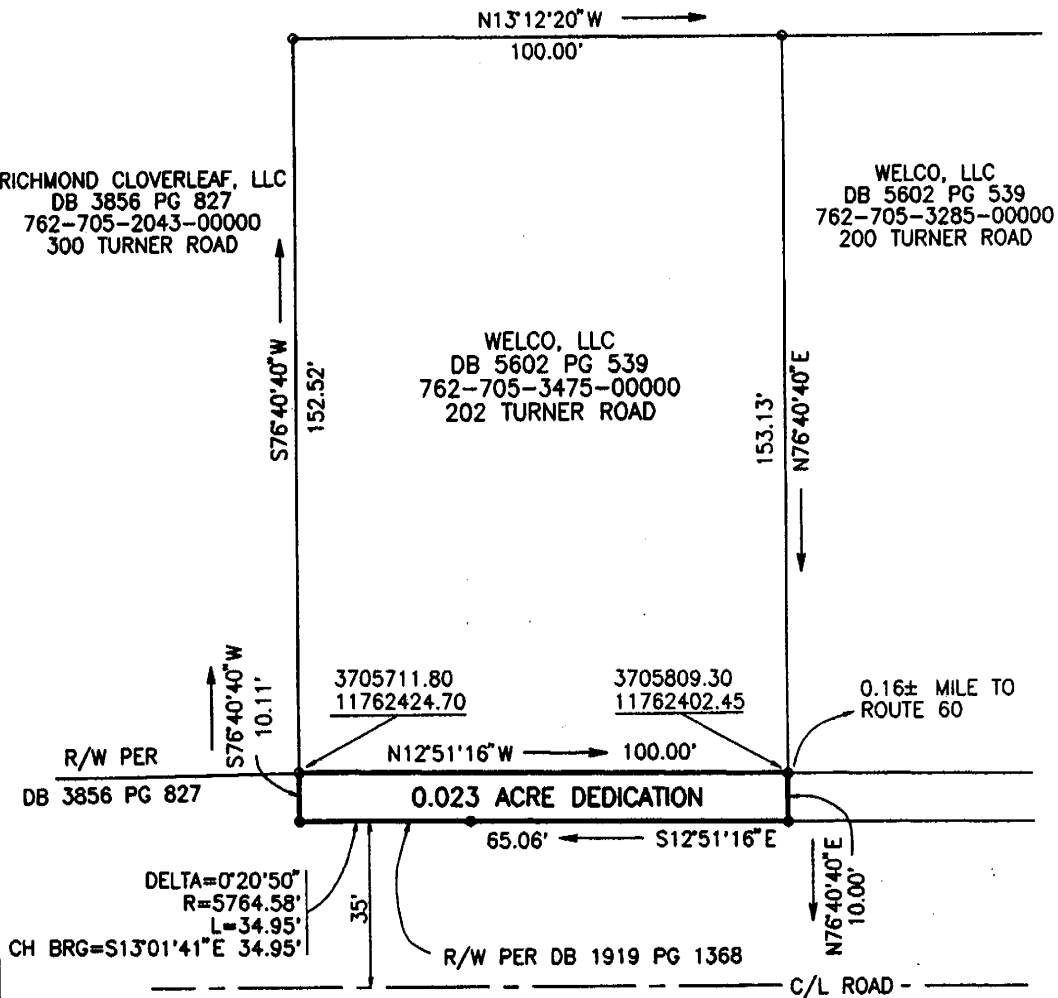 N13°12'20"W
100.00'
RICHMOND CLOVERLEAF, LLC
DB 3856 PG 827
762-705-2043-00000
300 TURNER ROAD
WELCO, LLC
DB 5602 PG 539
762-705-3285-00000
200 TURNER ROAD
S76°40'40"W
152.52'
WELCO, LLC
DB 5602 PG 539
762-705-3475-00000
202 TURNER ROAD
153.13'
N76°40'40"E
S76°40'40"W
10.11'
3705711.80
11762424.70
3705809.30
11762402.45
0.16± MILE TO
ROUTE 60
R/W PER
DB 3856 PG 827
N12°51'16"W
100.00'
0.023 ACRE DEDICATION
65.06'
S12°51'16"E
N76°40'40"E
10.00'
DELTA=0°20'50"
R=5764.58'
L=34.95'
CH BRG=S13°01'41"E 34.95'
35'
R/W PER DB 1919 PG 1368
C/L ROAD